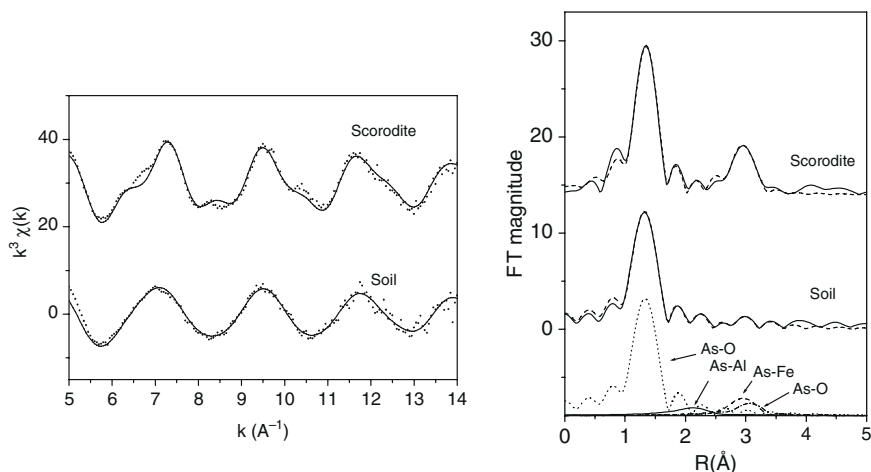 40
20
0
k³ χ(k)
Scorodite
Soil
5 6 7 8 9 10 11 12 13 14
k (A⁻¹)
30
20
10
0
FT magnitude
Scorodite
Soil
As-O
As-Al
As-Fe
As-O
0 1 2 3 4 5
R(Å)